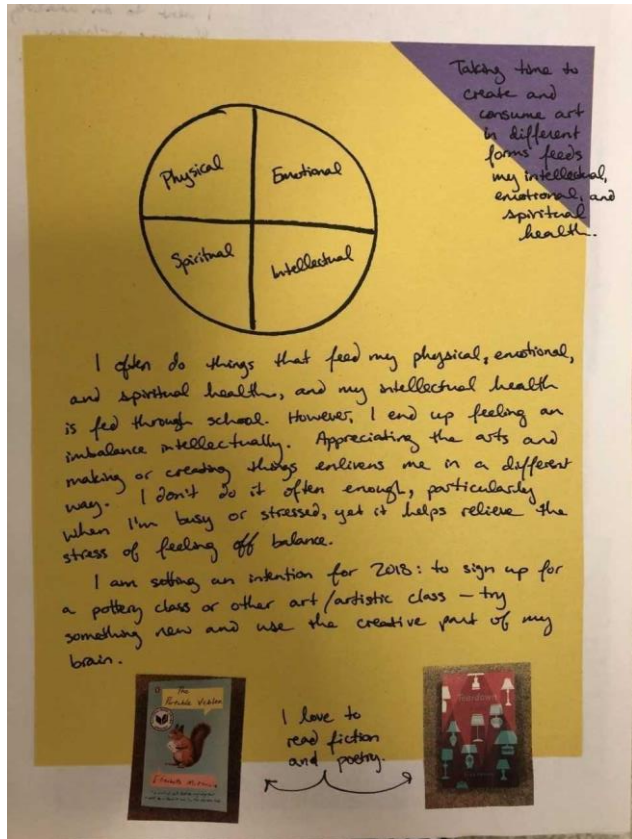 Taking time to
create and
consume art
in different
forms feeds
my intellectual,
emotional, and
spiritual
health.
Physical
Emotional
Spiritual
Intellectual
I often do things that feed my physical, emotional,
and spiritual health, and my intellectual health
is fed through school. However, I end up feeling an
imbalance intellectually. Appreciating the arts and
making or creating things enlivens me in a different
way. I don't do it often enough, particularly
when I'm busy or stressed, yet it helps relieve the
stress of feeling off balance.
I am setting an intention for 2018: to sign up for
a pottery class or other art/artistic class – try
something new and use the creative part of my
brain.
The
Portable Veblen
Elizabeth
I love to
read fiction
and poetry.
Teardown